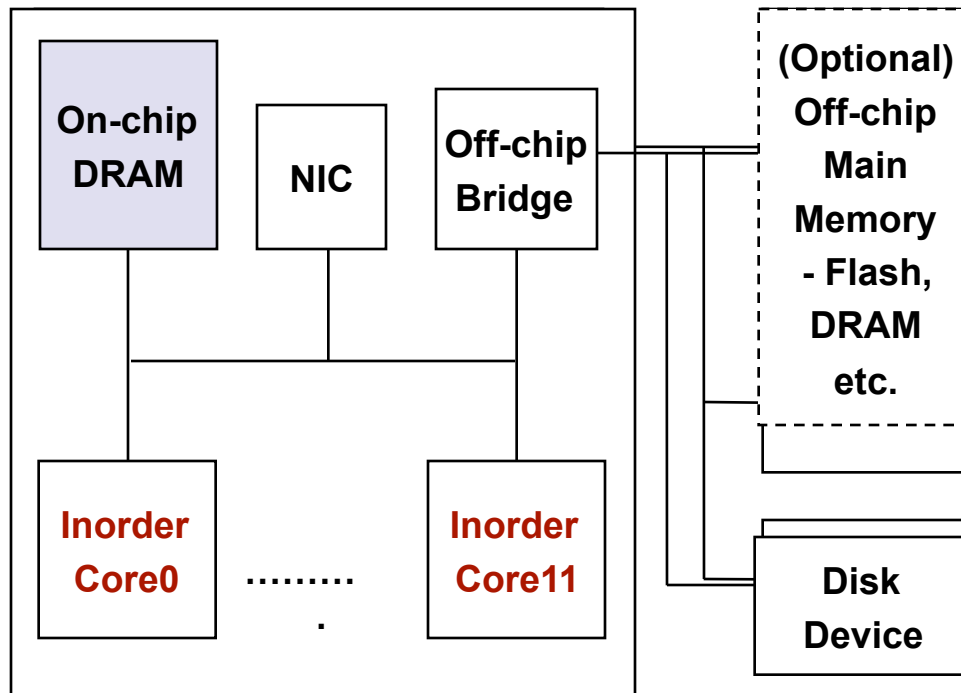 On-chip
DRAM
NIC
Off-chip
Bridge
(Optional)
Off-chip
Main
Memory
- Flash,
DRAM
etc.
Inorder
Core0
.........
.
Inorder
Core11
Disk
Device